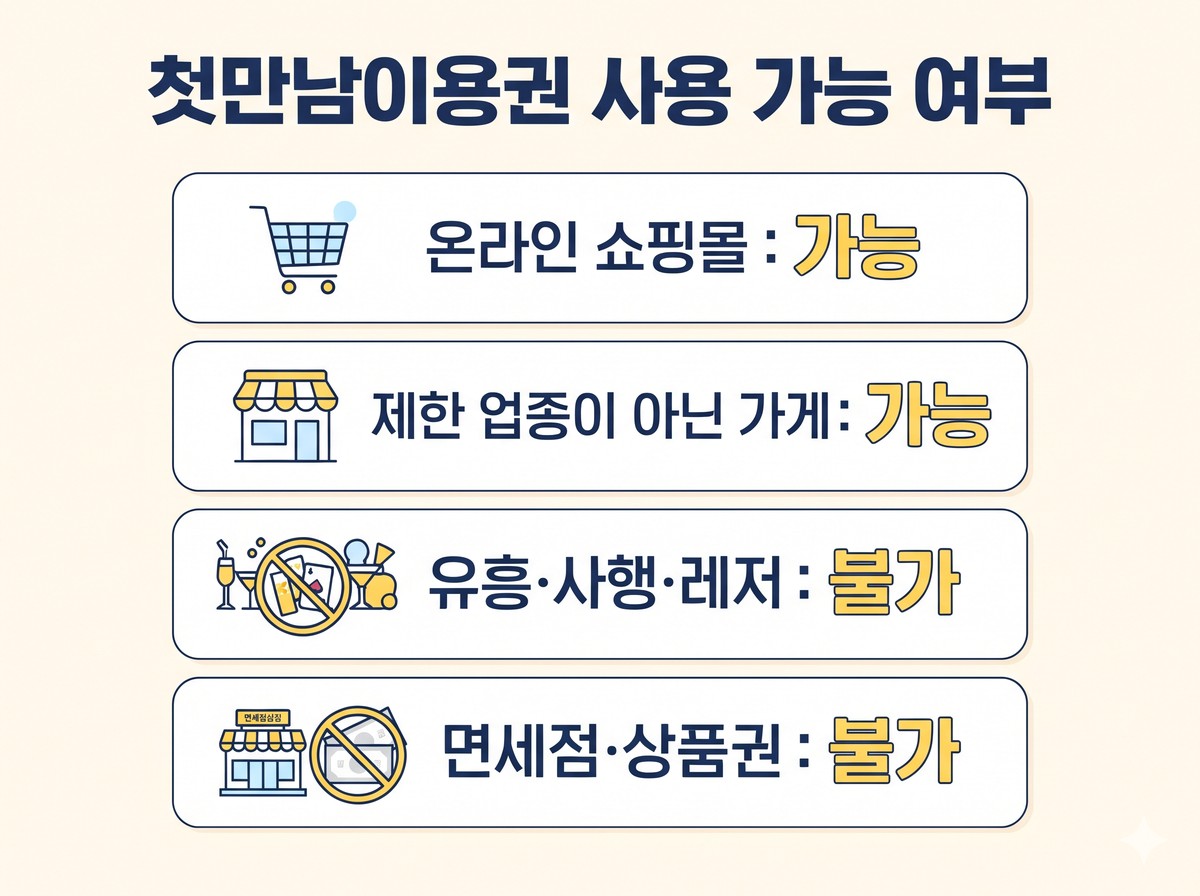 첫만남이용권 사용 가능 여부
온라인 쇼핑몰 : 가능
제한 업종이 아닌 가게: 가능
유흥·사행·레저 : 불가
면세점·상품권 : 불가